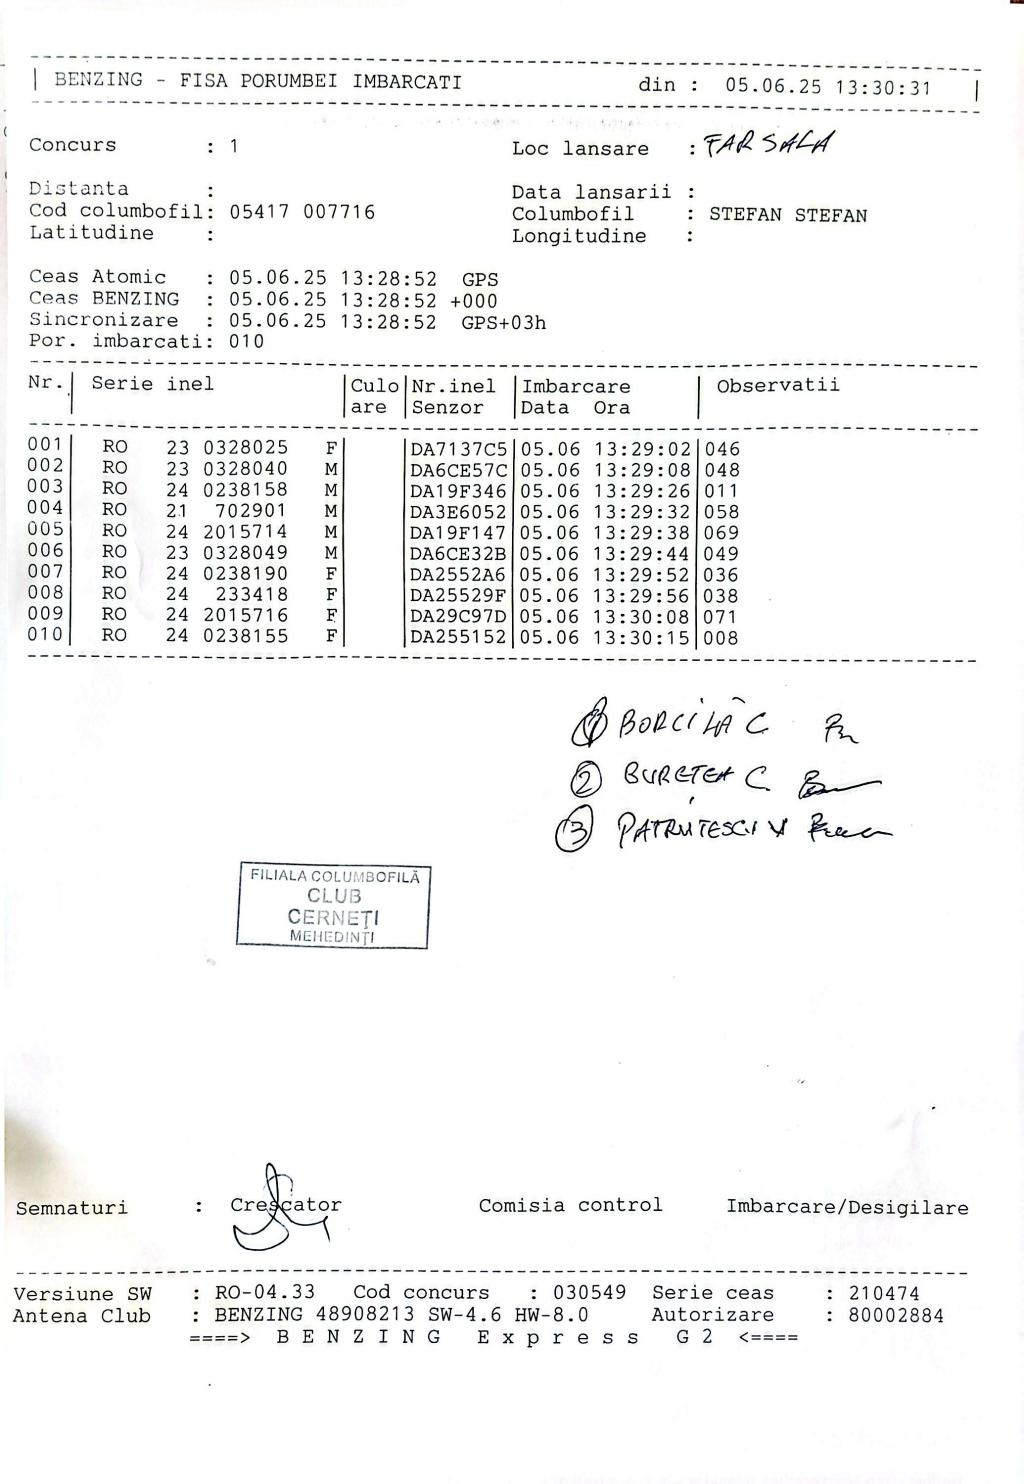 BENZING - FISA PORUMBEI IMBARCATI din : 05.06.25 13:30:31
Concurs : 1 Loc lansare : FARSALA
Distanta : Data lansarii :
Cod columbofil: 05417 007716 Columbofil : STEFAN STEFAN
Latitudine : Longitudine :
Ceas Atomic : 05.06.25 13:28:52 GPS
Ceas BENZING : 05.06.25 13:28:52 +000
Sincronizare : 05.06.25 13:28:52 GPS+03h
Por. imbarcati: 010
Nr. Serie inel Culo Nr.inel Imbarcare Observatii
are Senzor Data Ora
001 RO 23 0328025 F DA7137C5 05.06 13:29:02 046
002 RO 23 0328040 M DA6CE57C 05.06 13:29:08 048
003 RO 24 0238158 M DA19F346 05.06 13:29:26 011
004 RO 21 702901 M DA3E6052 05.06 13:29:32 058
005 RO 24 2015714 M DA19F147 05.06 13:29:38 069
006 RO 23 0328049 M DA6CE32B 05.06 13:29:44 049
007 RO 24 0238190 F DA2552A6 05.06 13:29:52 036
008 RO 24 233418 F DA25529F 05.06 13:29:56 038
009 RO 24 2015716 F DA29C97D 05.06 13:30:08 071
010 RO 24 0238155 F DA255152 05.06 13:30:15 008
1 BORCILĂ C.
2 BURETEA C.
3 PATRUTESCU V
FILIALA COLUMBOFILĂ
CLUB
CERNEȚI
MEHEDINȚI
Semnaturi : Crescator Comisia control Imbarcare/Desigilare
Versiune SW : RO-04.33 Cod concurs : 030549 Serie ceas : 210474
Antena Club : BENZING 48908213 SW-4.6 HW-8.0 Autorizare : 80002884
====> B E N Z I N G E x p r e s s G 2 <====